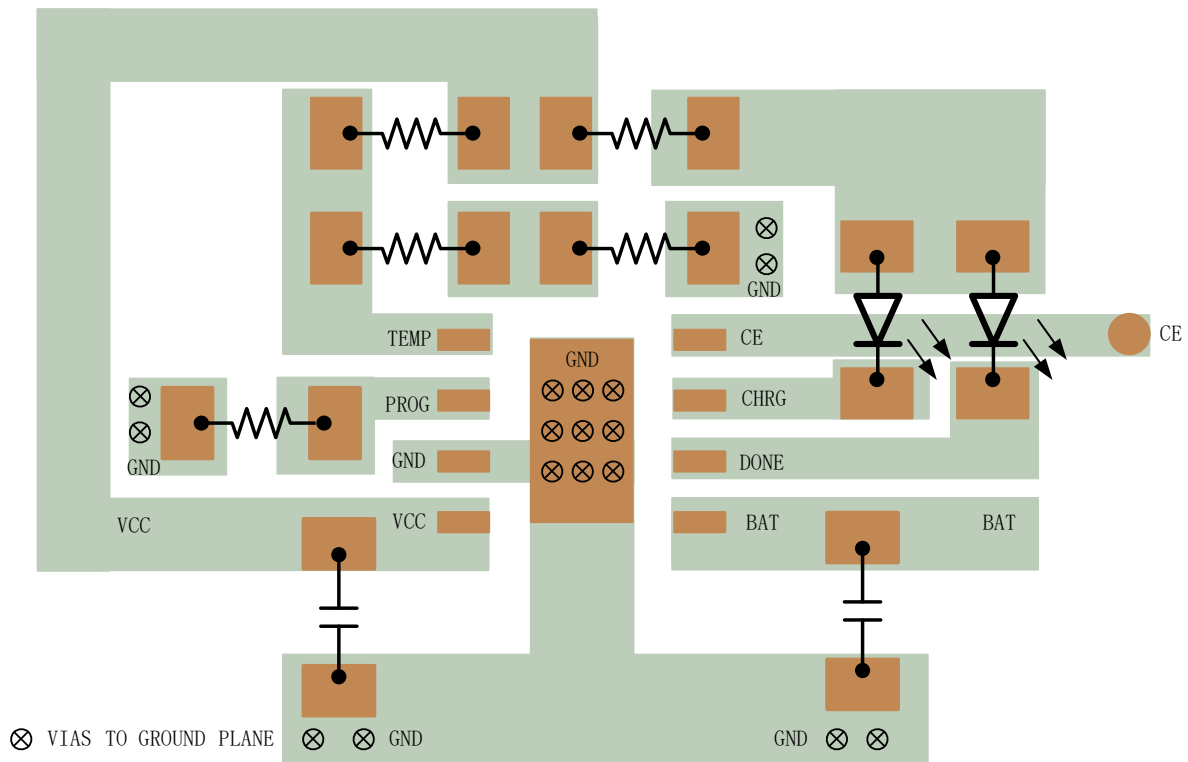 GND
TEMP
CE
CE
GND
PROG
CHRG
GND
GND
DONE
VCC
VCC
BAT
BAT
VIAS TO GROUND PLANE
GND
GND